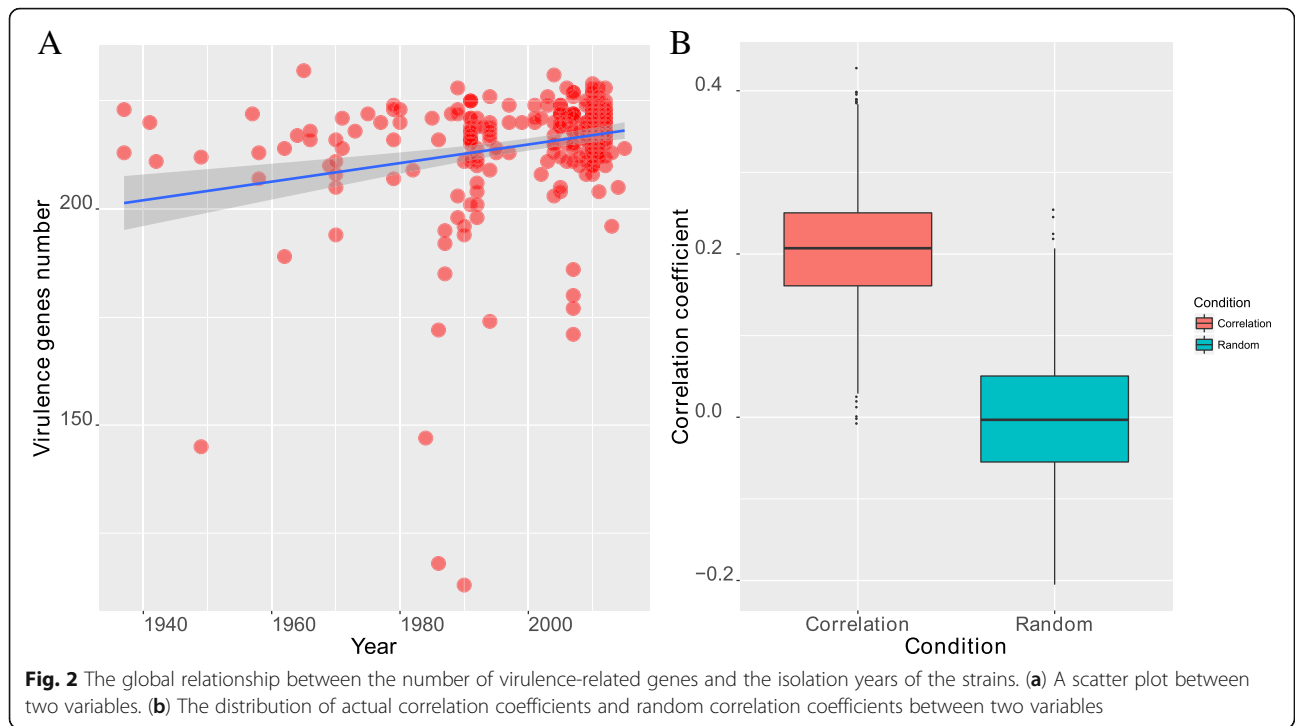 A
B
Virulence genes number
200
150
1940 1960 1980 2000
Year
Correlation coefficient
0.4
0.2
0.0
−0.2
Correlation Random
Condition
Condition
Correlation
Random
Fig. 2 The global relationship between the number of virulence-related genes and the isolation years of the strains. (a) A scatter plot between
two variables. (b) The distribution of actual correlation coefficients and random correlation coefficients between two variables